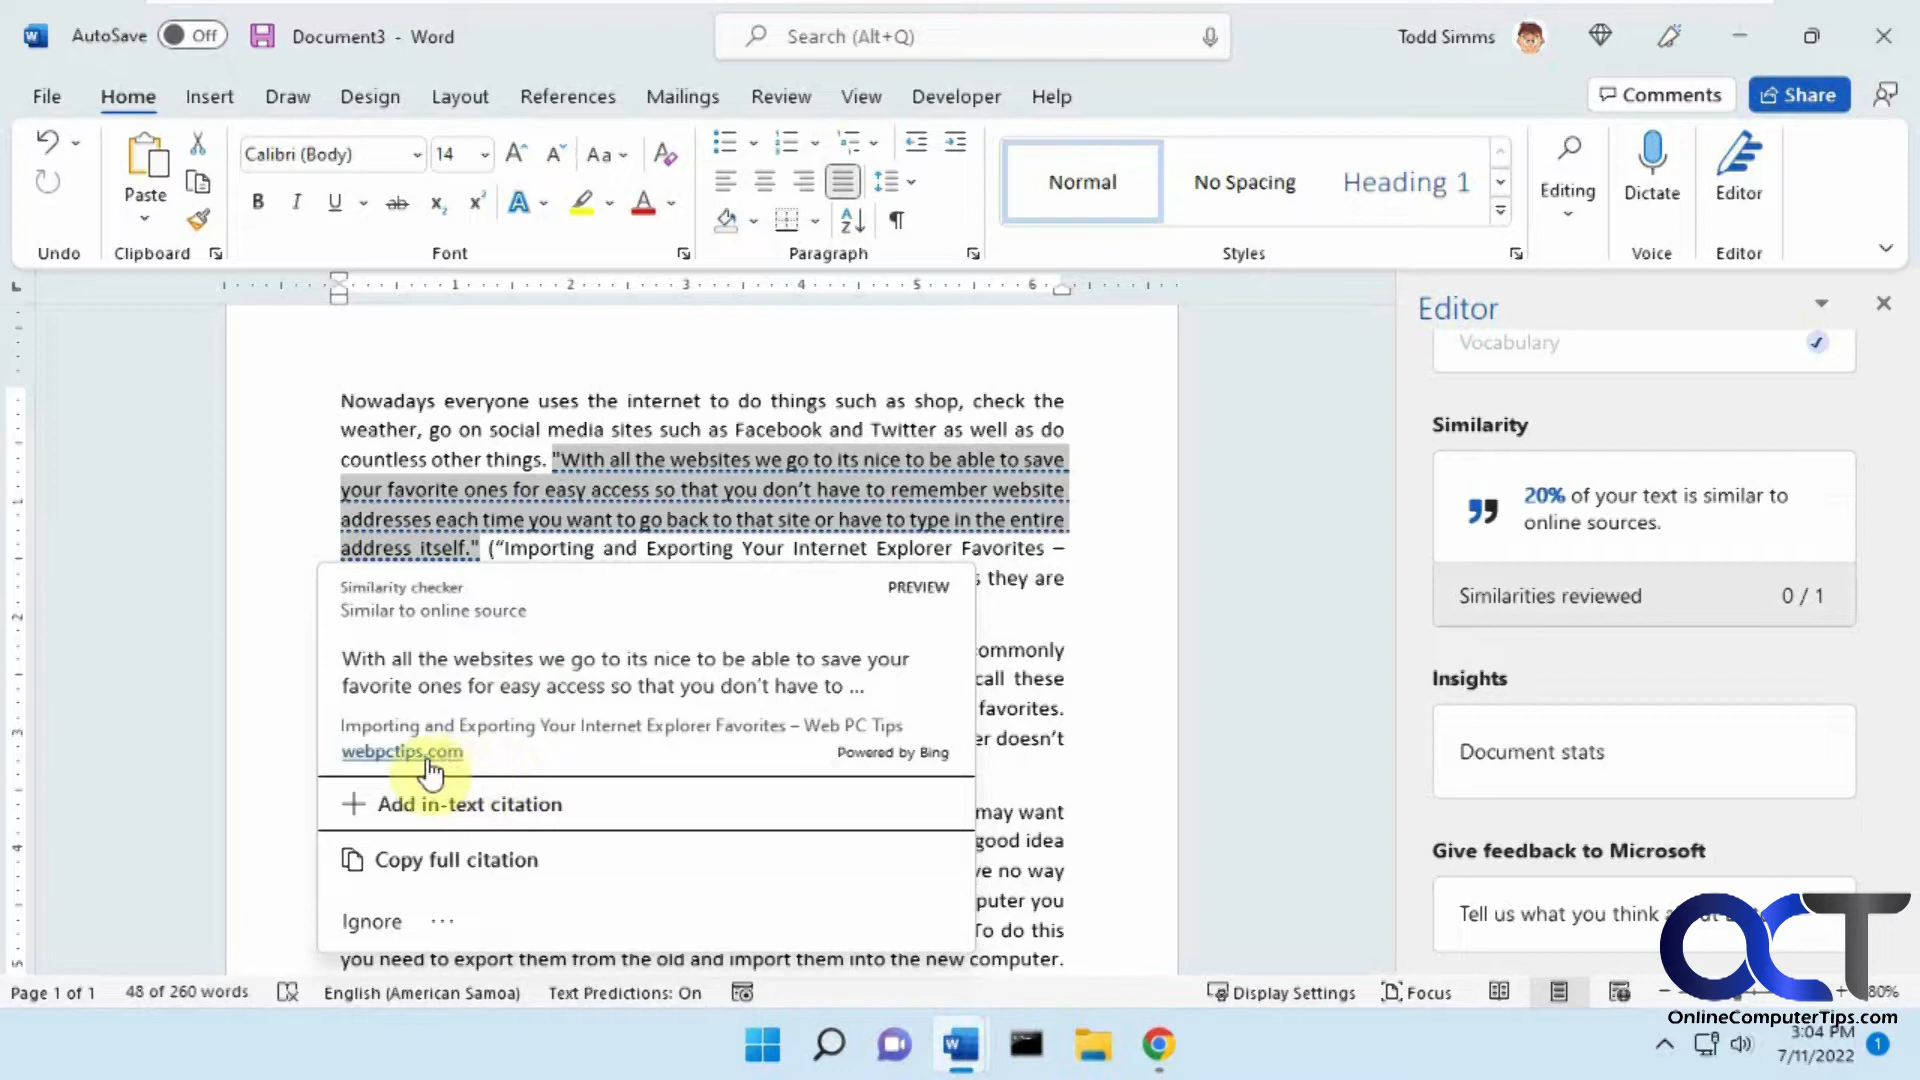 AutoSave Off Document3 - Word Search (Alt+Q) Todd Simms
File Home Insert Draw Design Layout References Mailings Review View Developer Help Comments Share
Calibri (Body) 14 Aa
Paste Normal No Spacing Heading 1 Editing Dictate Editor
Undo Clipboard Font Paragraph Styles Voice Editor
1 2 3 4 5 6
Editor
Vocabulary
Similarity
20% of your text is similar to
online sources.
Similarities reviewed 0 / 1
Insights
Document stats
Give feedback to Microsoft
Tell us what you think
Nowadays everyone uses the internet to do things such as shop, check the
weather, go on social media sites such as Facebook and Twitter as well as do
countless other things. "With all the websites we go to its nice to be able to save
your favorite ones for easy access so that you don't have to remember website
addresses each time you want to go back to that site or have to type in the entire
address itself." (“Importing and Exporting Your Internet Explorer Favorites –
they are
Similarity checker PREVIEW
Similar to online source
With all the websites we go to its nice to be able to save your
favorite ones for easy access so that you don't have to ...
Importing and Exporting Your Internet Explorer Favorites – Web PC Tips
webpctips.com Powered by Bing
Add in-text citation
Copy full citation
Ignore ...
ommonly
call these
favorites.
er doesn't
may want
good idea
ve no way
puter you
To do this
you need to export them from the old and import them into the new computer.
Page 1 of 1 48 of 260 words English (American Samoa) Text Predictions: On Display Settings Focus 80%
OCT
OnlineComputerTips.com
3:04 PM
7/11/2022 1